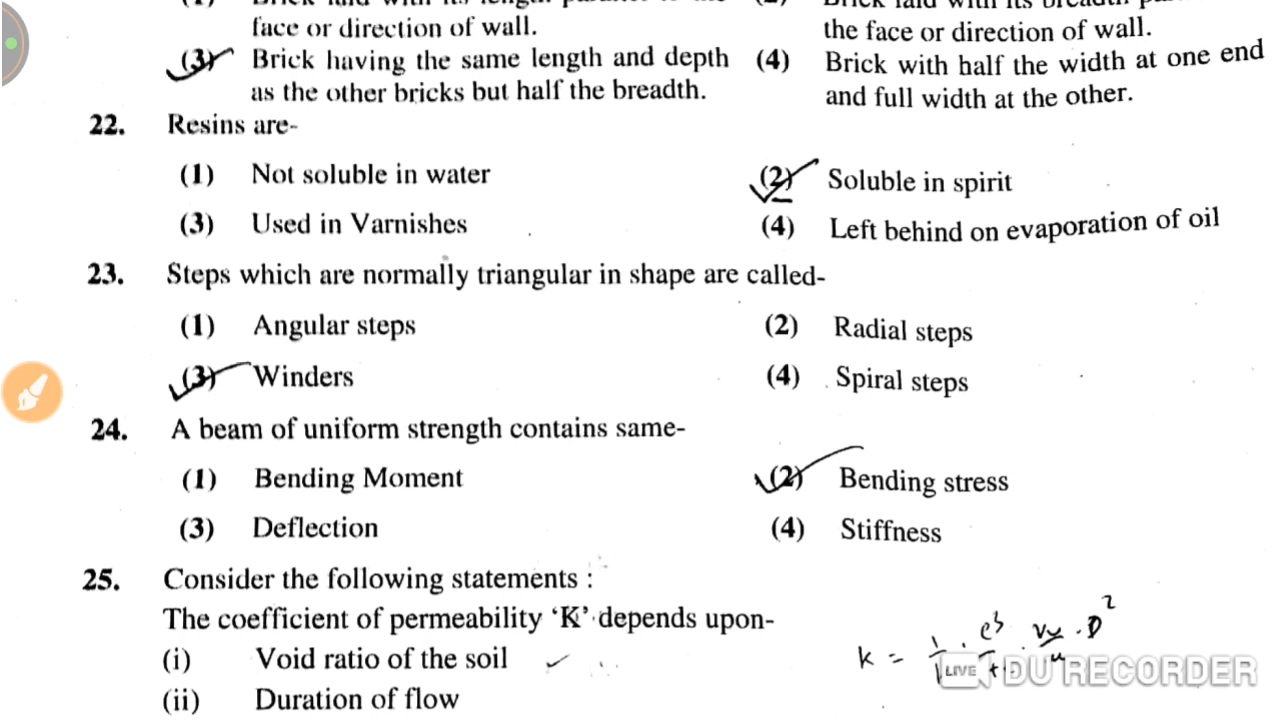 face or direction of wall.
the face or direction of wall.
(3) Brick having the same length and depth
as the other bricks but half the breadth.
(4) Brick with half the width at one end
and full width at the other.
22. Resins are-
(1) Not soluble in water
(2) Soluble in spirit
(3) Used in Varnishes
(4) Left behind on evaporation of oil
23. Steps which are normally triangular in shape are called-
(1) Angular steps
(2) Radial steps
(3) Winders
(4) Spiral steps
24. A beam of uniform strength contains same-
(1) Bending Moment
(2) Bending stress
(3) Deflection
(4) Stiffness
25. Consider the following statements :
The coefficient of permeability ‘K’ depends upon-
(i) Void ratio of the soil
(ii) Duration of flow
LIVE DU RECORDER